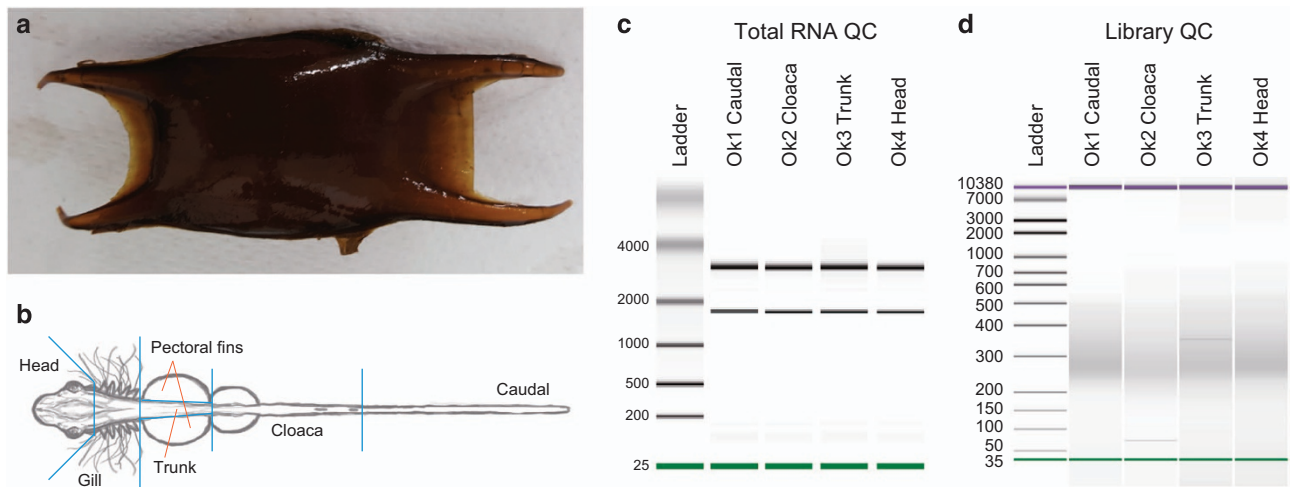 a
b
Head
Pectoral fins
Caudal
Cloaca
Trunk
Gill
c
Total RNA QC
Ladder
Ok1 Caudal
Ok2 Cloaca
Ok3 Trunk
Ok4 Head
4000
2000
1000
500
200
25
d
Library QC
Ladder
Ok1 Caudal
Ok2 Cloaca
Ok3 Trunk
Ok4 Head
10380
7000
3000
2000
1000
700
600
500
400
300
200
150
100
50
35